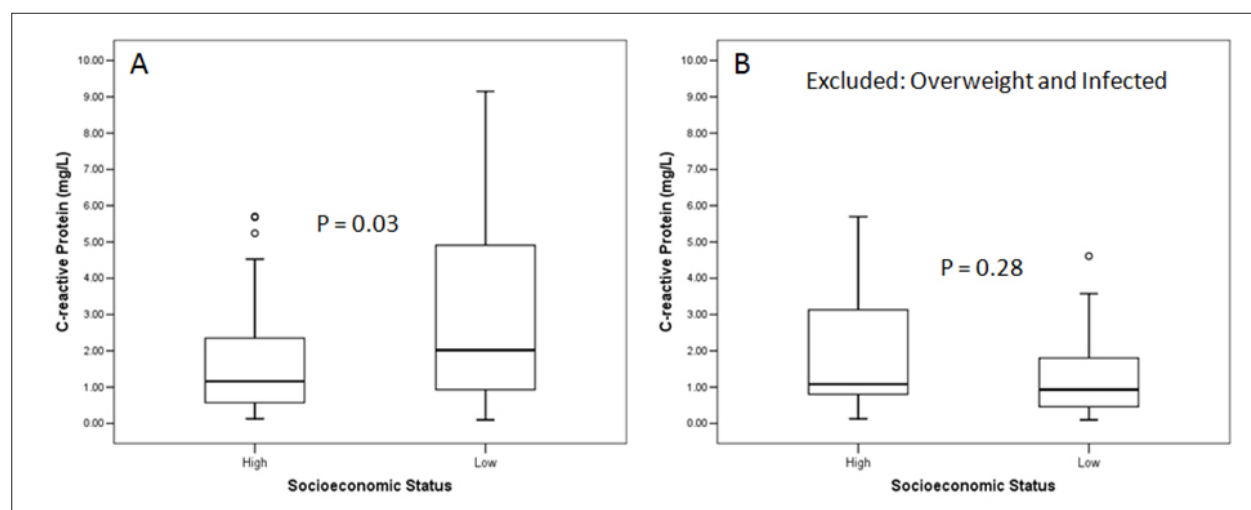 A
C-reactive Protein (mg/L)
10.00
9.00
8.00
7.00
6.00
5.00
4.00
3.00
2.00
1.00
0.00
P = 0.03
High
Low
Socioeconomic Status
B
Excluded: Overweight and Infected
C-reactive Protein (mg/L)
10.00
9.00
8.00
7.00
6.00
5.00
4.00
3.00
2.00
1.00
0.00
P = 0.28
High
Low
Socioeconomic Status